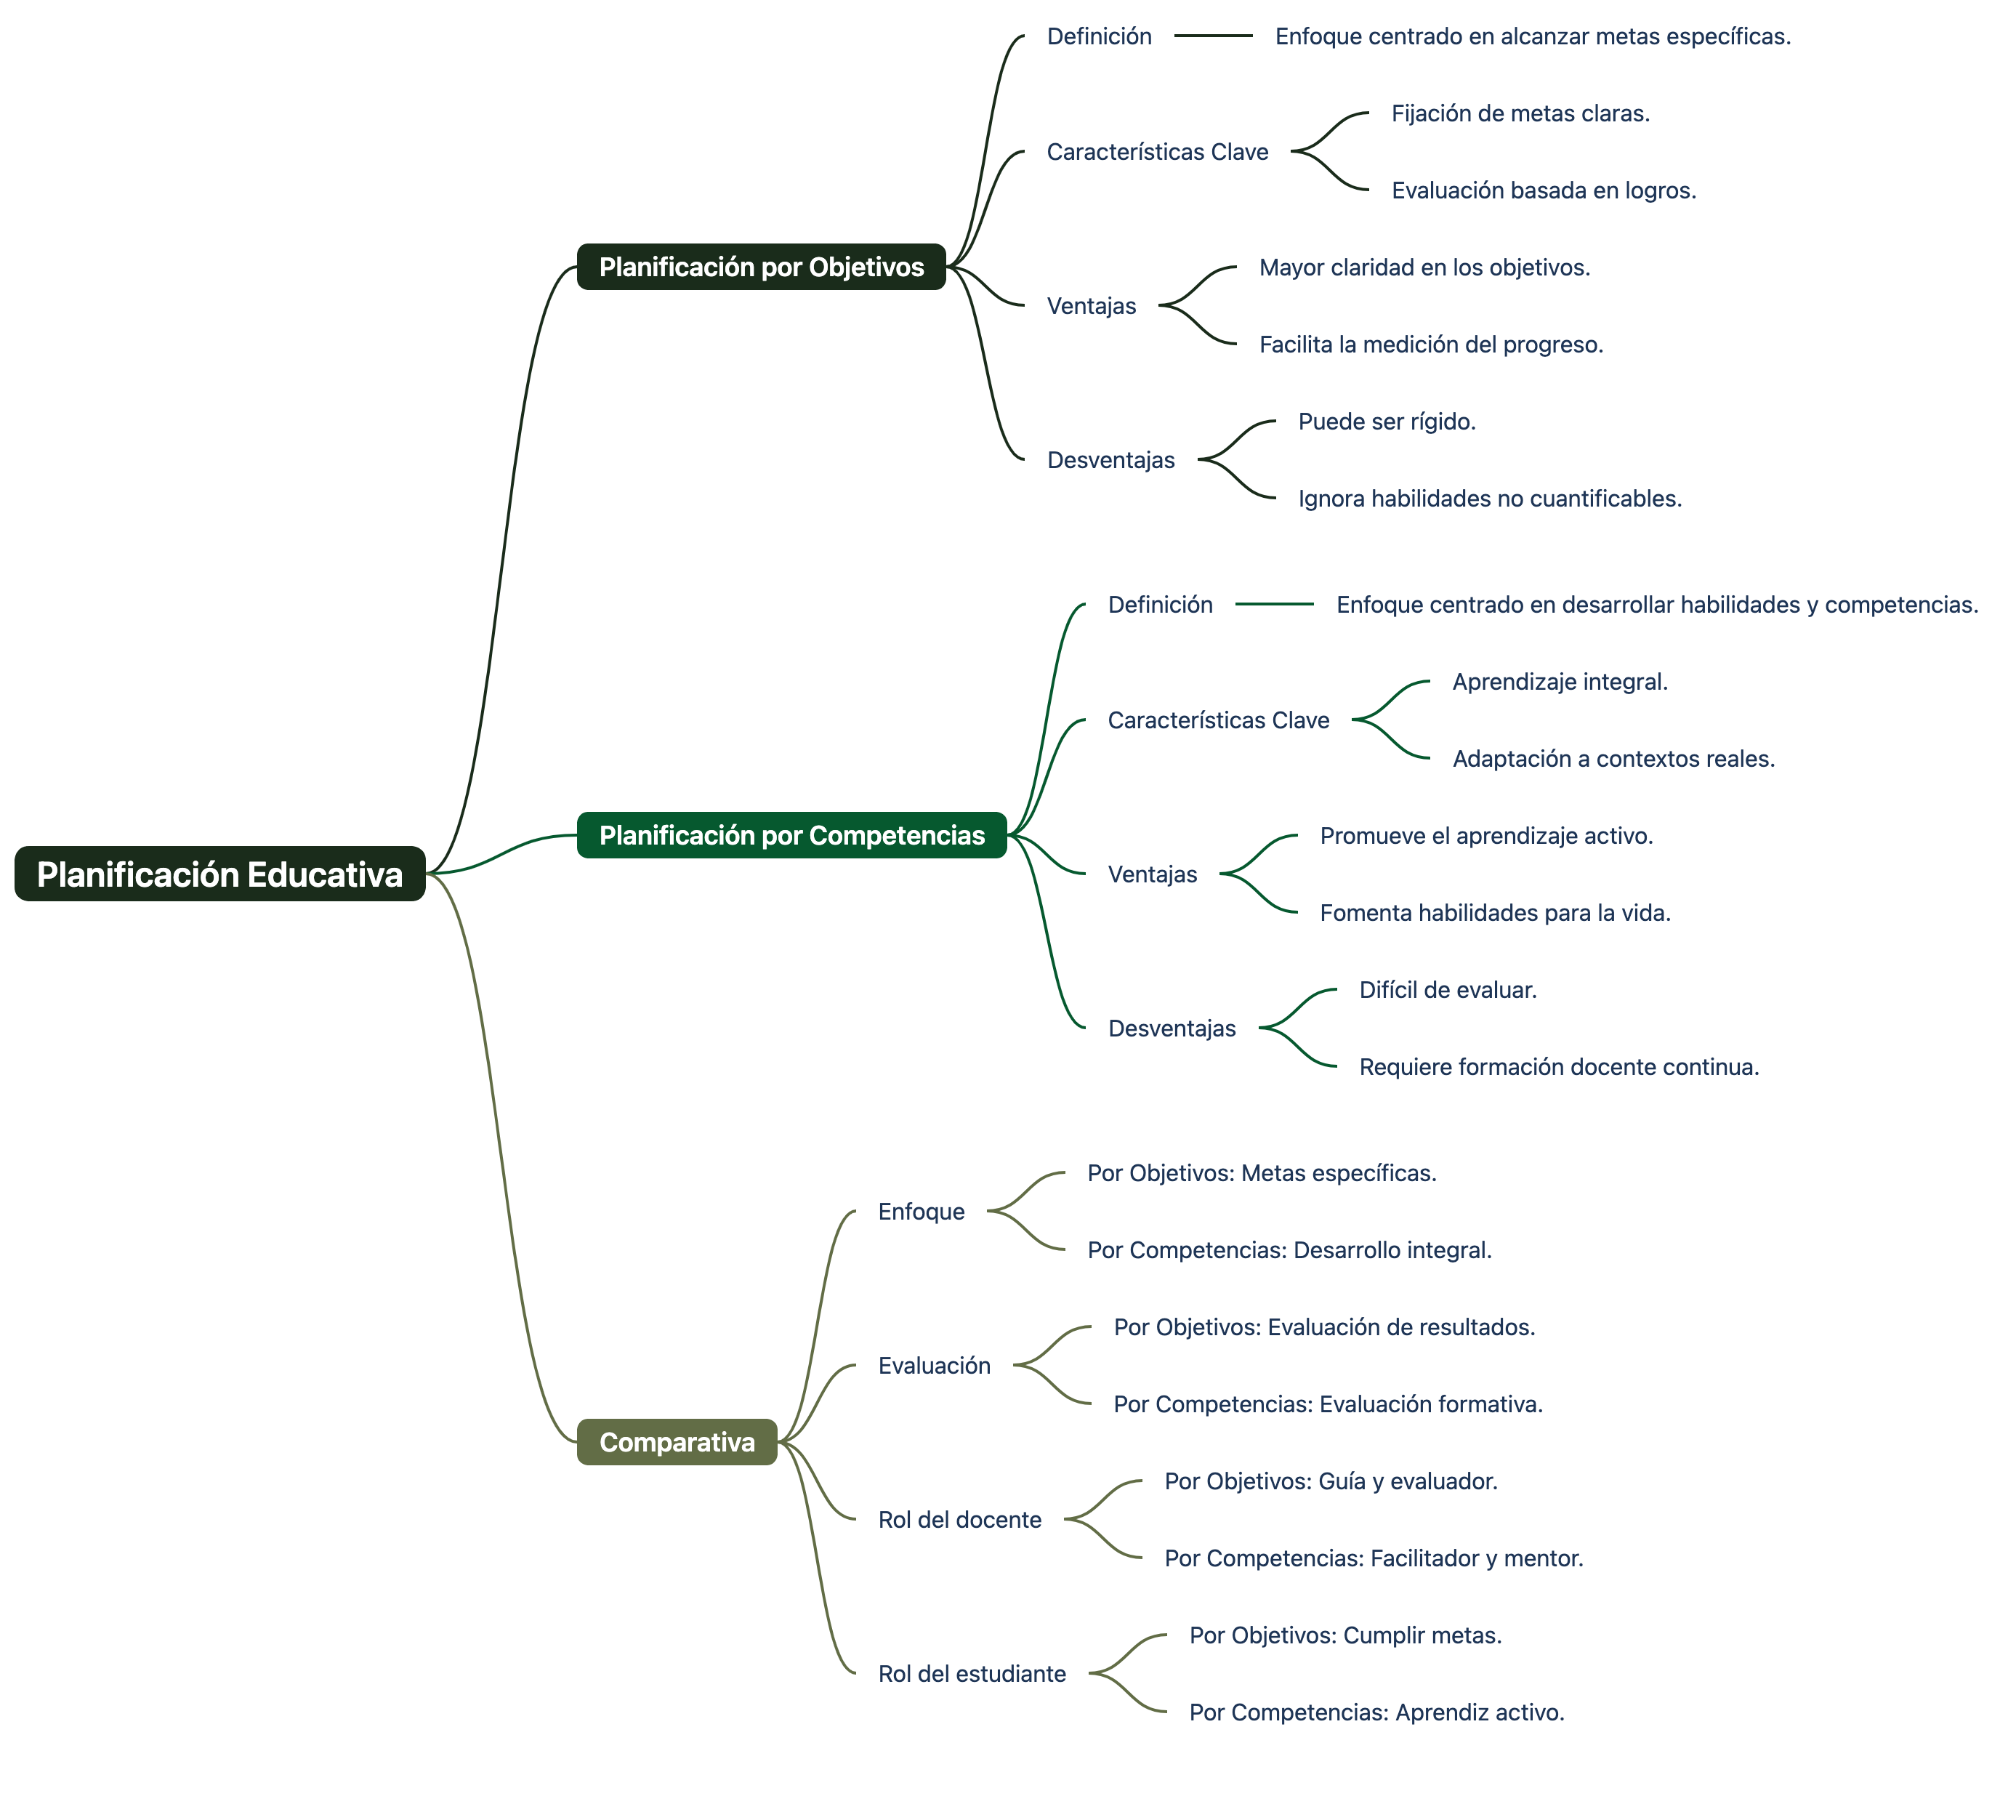 Planificación Educativa
Planificación por Objetivos
Definición
Enfoque centrado en alcanzar metas específicas.
Características Clave
Fijación de metas claras.
Evaluación basada en logros.
Ventajas
Mayor claridad en los objetivos.
Facilita la medición del progreso.
Desventajas
Puede ser rígido.
Ignora habilidades no cuantificables.
Planificación por Competencias
Definición
Enfoque centrado en desarrollar habilidades y competencias.
Características Clave
Aprendizaje integral.
Adaptación a contextos reales.
Ventajas
Promueve el aprendizaje activo.
Fomenta habilidades para la vida.
Desventajas
Difícil de evaluar.
Requiere formación docente continua.
Comparativa
Enfoque
Por Objetivos: Metas específicas.
Por Competencias: Desarrollo integral.
Evaluación
Por Objetivos: Evaluación de resultados.
Por Competencias: Evaluación formativa.
Rol del docente
Por Objetivos: Guía y evaluador.
Por Competencias: Facilitador y mentor.
Rol del estudiante
Por Objetivos: Cumplir metas.
Por Competencias: Aprendiz activo.